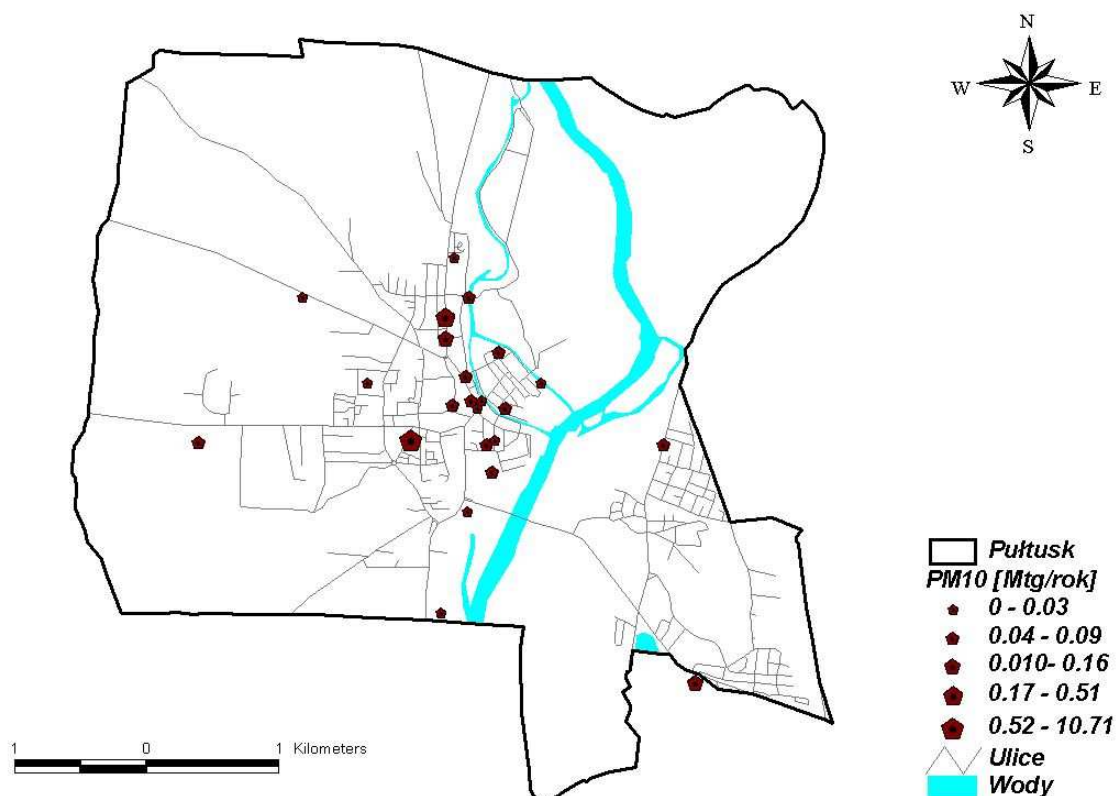 N
W E
S
Pułtusk
PM10 [Mtg/rok]
0 - 0.03
0.04 - 0.09
0.010- 0.16
0.17 - 0.51
0.52 - 10.71
Ulice
Wody
1 0 1 Kilometers